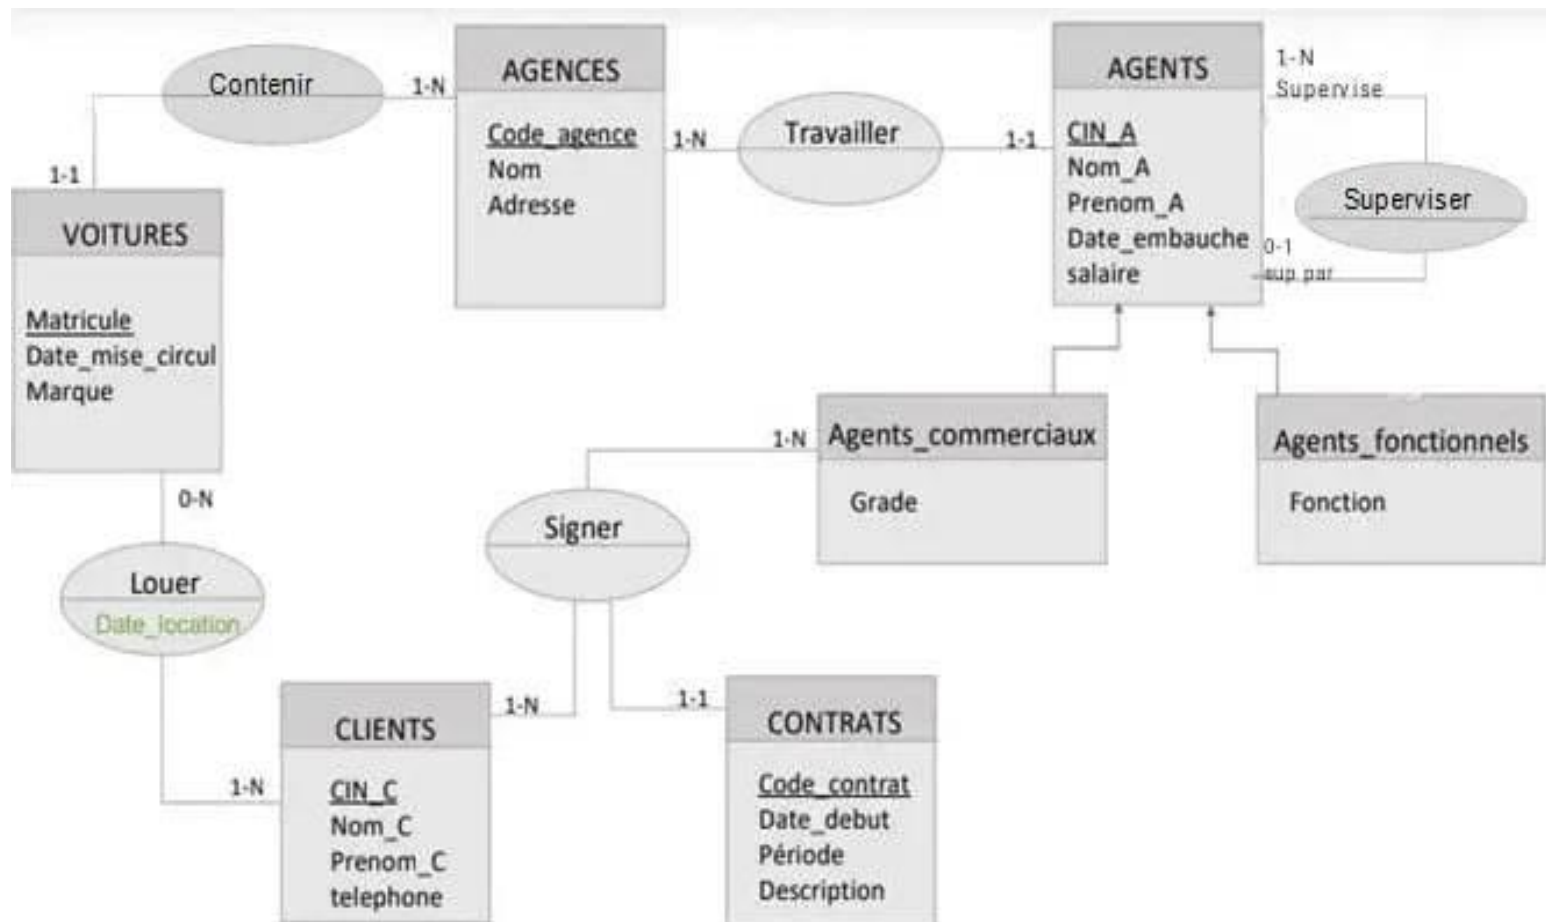 Contenir
1-N
AGENCES
Code_agence
Nom
Adresse
1-N
Travailler
1-1
AGENTS
CIN_A
Nom_A
Prenom_A
Date_embauche
salaire
1-N
Supervise
Superviser
0-1
sup par
1-1
VOITURES
Matricule
Date_mise_circul
Marque
0-N
Louer
Date_location
1-N
Signer
1-N
Agents_commerciaux
Grade
Agents_fonctionnels
Fonction
CLIENTS
CIN_C
Nom_C
Prenom_C
telephone
1-N
1-1
CONTRATS
Code_contrat
Date_debut
Période
Description